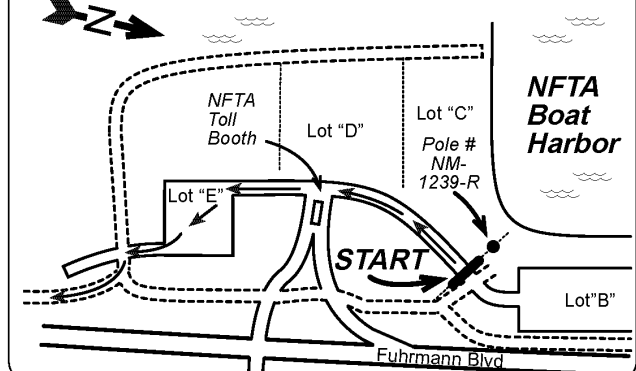 N
NFTA
Boat
Harbor
NFTA
Toll
Booth
Lot "D"
Lot "C"
Pole #
NM-
1239-R
Lot "E"
START
Lot"B"
Fuhrmann Blvd